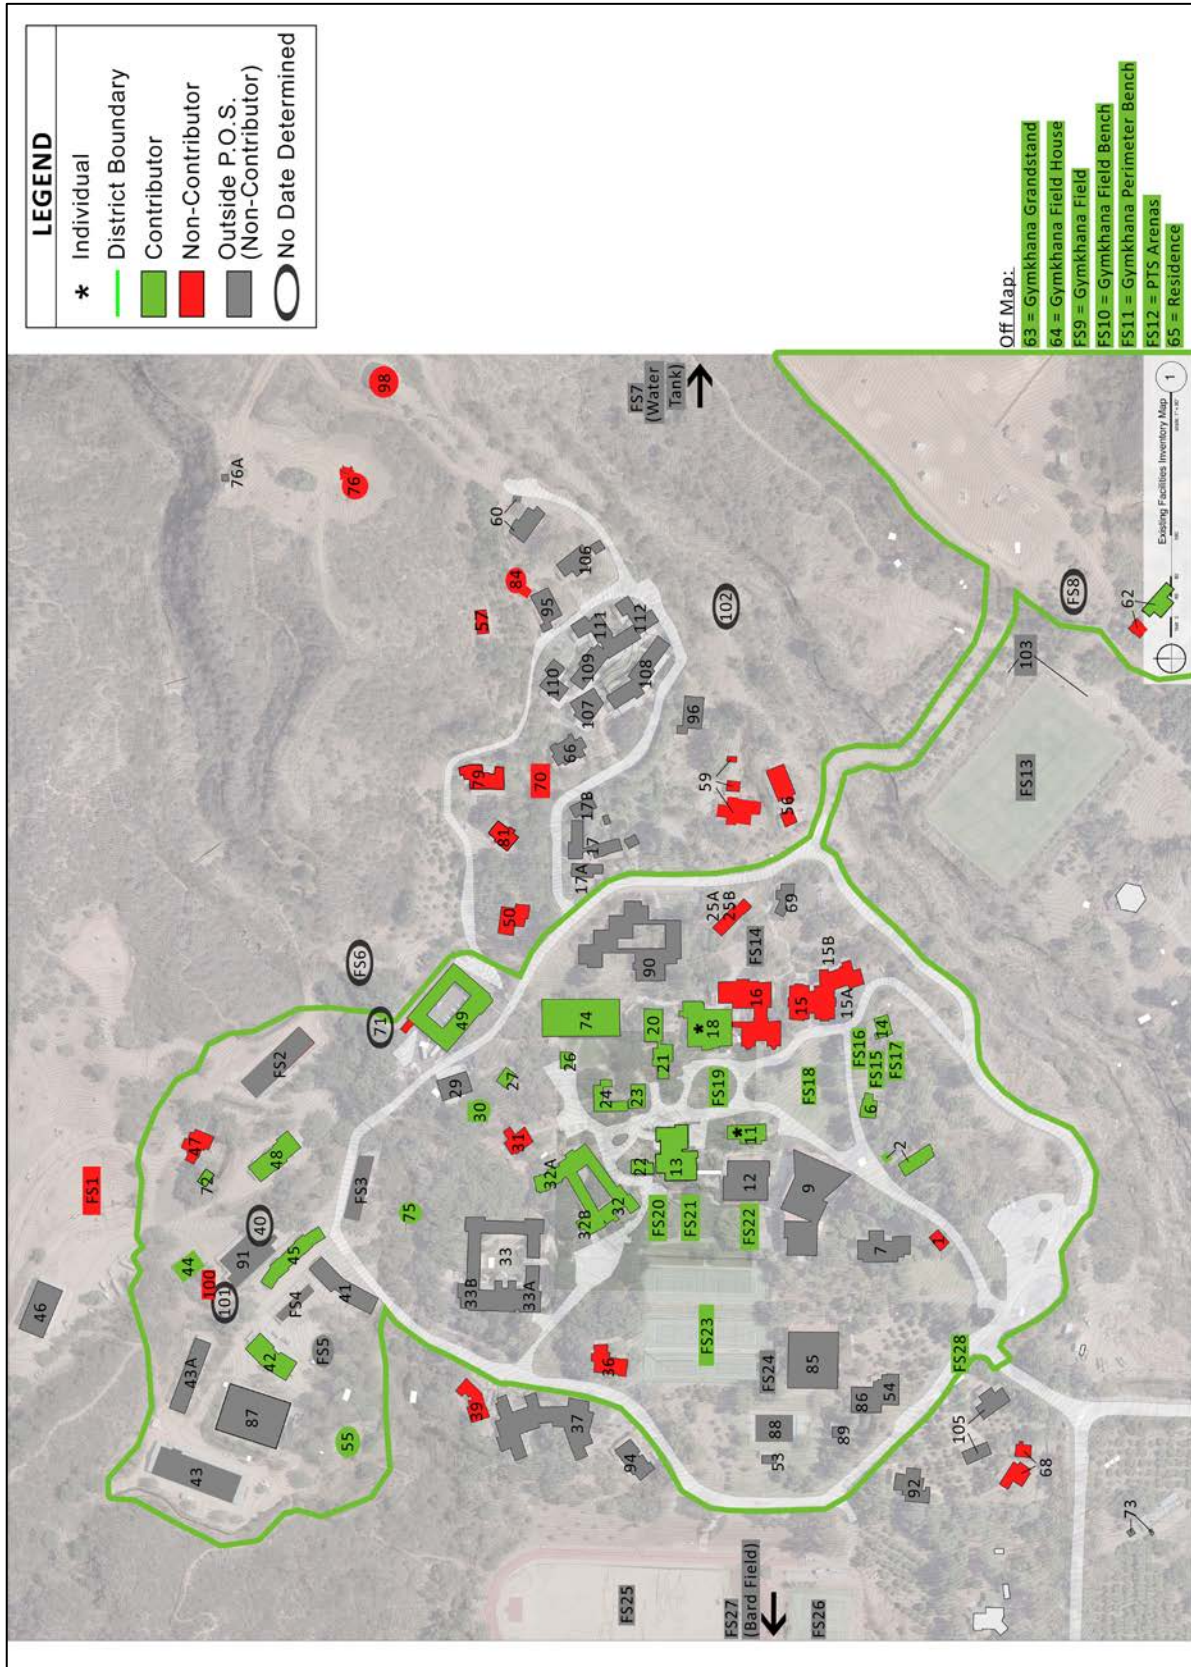 LEGEND
* Individual
District Boundary
Contributor
Non-Contributor
Outside P.O.S.
(Non-Contributor)
No Date Determined
Off Map:
63 = Gymkhana Grandstand
64 = Gymkhana Field House
FS9 = Gymkhana Field
FS10 = Gymkhana Field Bench
FS11 = Gymkhana Perimeter Bench
FS12 = PTS Arenas
65 = Residence
FS7
(Water
Tank)
98
76A
76
60
106
84
57
95
111
112
109
110
108
107
102
66
96
79
70
59
56
81
17B
17
17A
50
FS8
62
103
FS13
Existing Facilities Inventory Map
1
FS6
71
49
90
25A
25B
69
FS14
16
15
15B
15A
74
20
18
*
21
26
27
24
23
FS19
FS18
FS16
FS15
FS17
14
6
2
29
30
31
32A
32B
32
22
13
11
*
12
9
FS20
FS21
FS22
7
1
FS2
FS1
47
72
48
FS3
75
40
91
45
44
100
101
41
FS4
FS5
42
46
43A
87
43
55
33
33B
33A
39
37
36
94
FS23
FS24
85
86
54
88
89
53
92
FS28
105
68
73
FS25
FS27
(Bard Field)
FS26